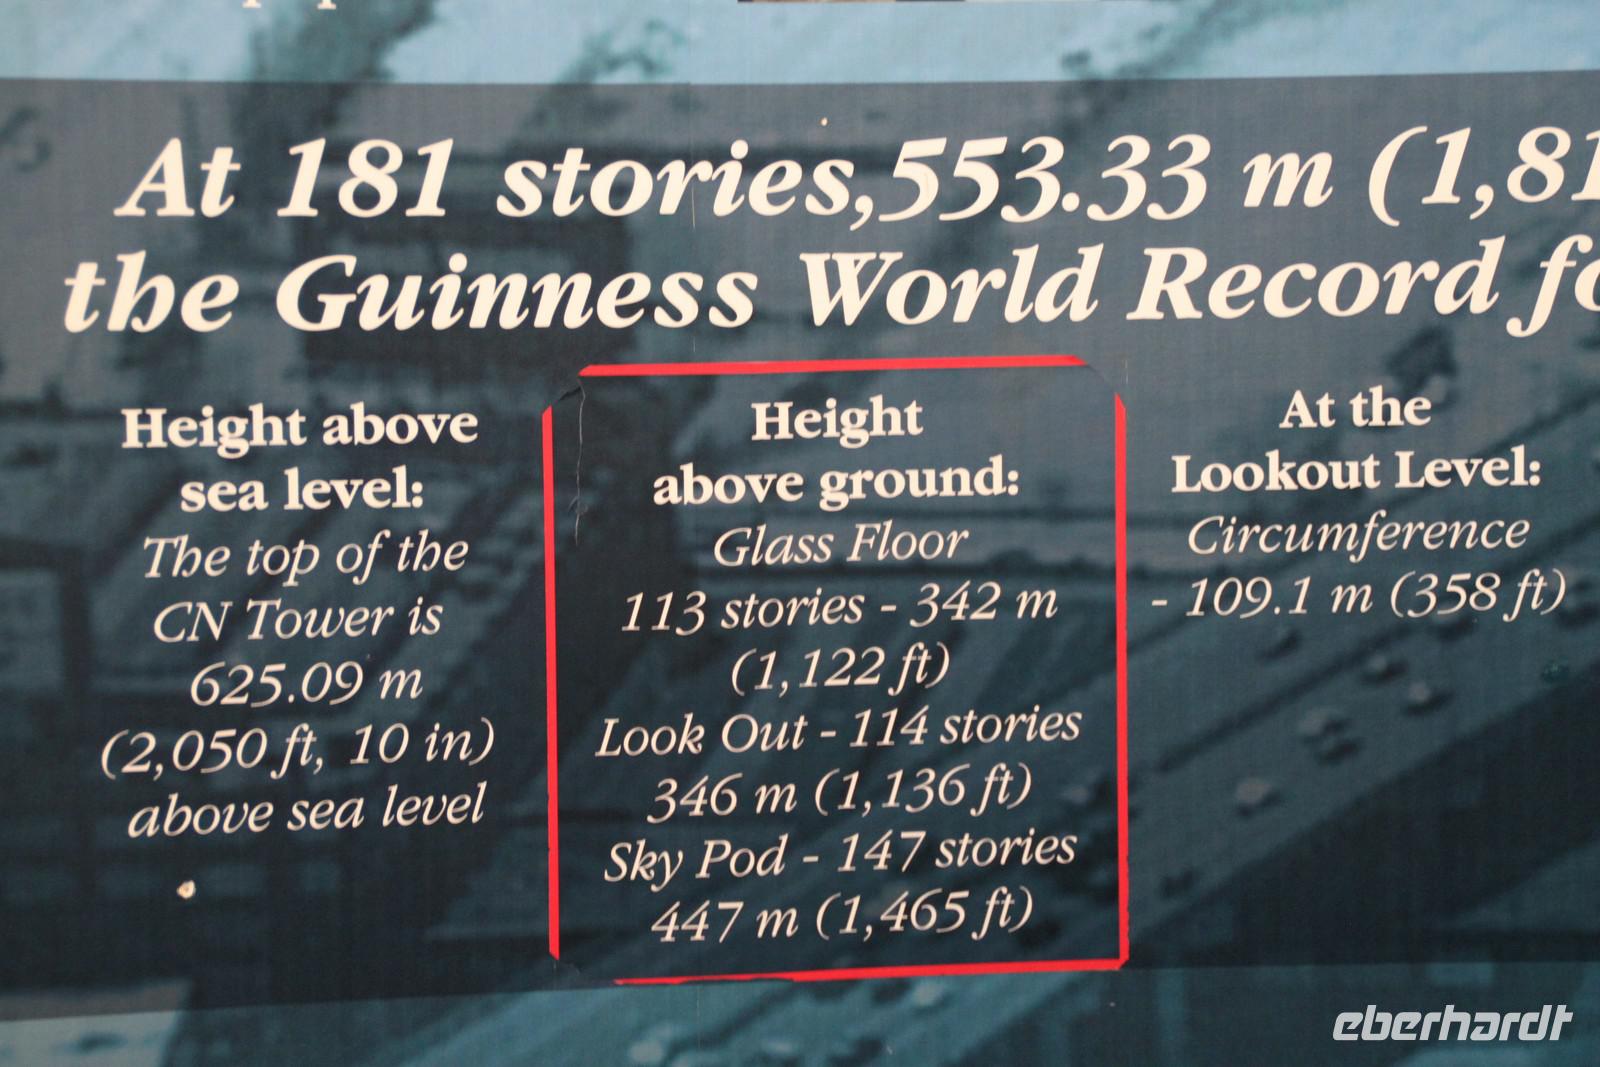 At 181 stories,553.33 m (1,81
the Guinness World Record fo
Height above
sea level:
The top of the
CN Tower is
625.09 m
(2,050 ft, 10 in)
above sea level
Height
above ground:
Glass Floor
113 stories - 342 m
(1,122 ft)
Look Out - 114 stories
346 m (1,136 ft)
Sky Pod - 147 stories
447 m (1,465 ft)
At the
Lookout Level:
Circumference
- 109.1 m (358 ft)
eberhardt